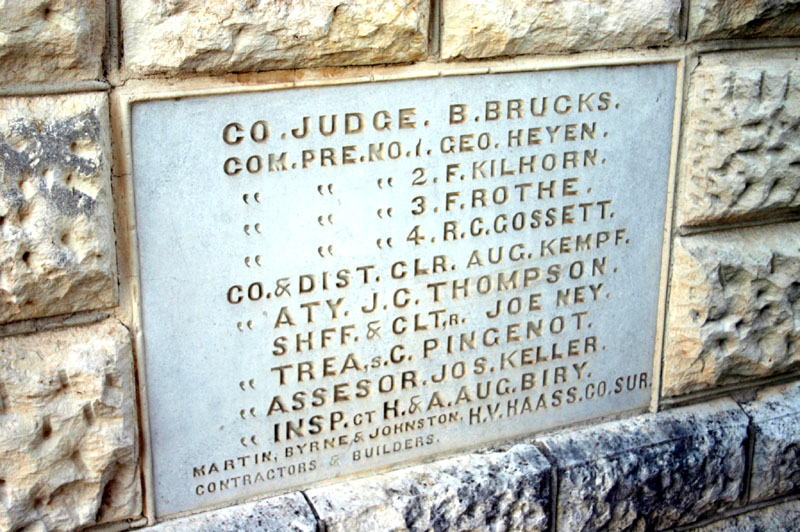 CO. JUDGE. B. BRUCKS.
COM. PRE. NO. 1. GEO. HEYEN.
“ “ “ 2. F. KILHORN.
“ “ “ 3. F. ROTHE.
“ “ “ 4. R. C. GOSSETT.
CO. & DIST. CLR. AUG. KEMPF.
“ ATY. J. C. THOMPSON.
SHFF. & CLT,R. JOE NEY.
“ TREA,S. C. PINGENOT.
“ ASSESOR. JOS. KELLER.
“ INSP. CT H. & A. AUG. BIRY.
MARTIN, BYRNE & JOHNSTON, H. V. HAASS. CO. SUR.
CONTRACTORS & BUILDERS.